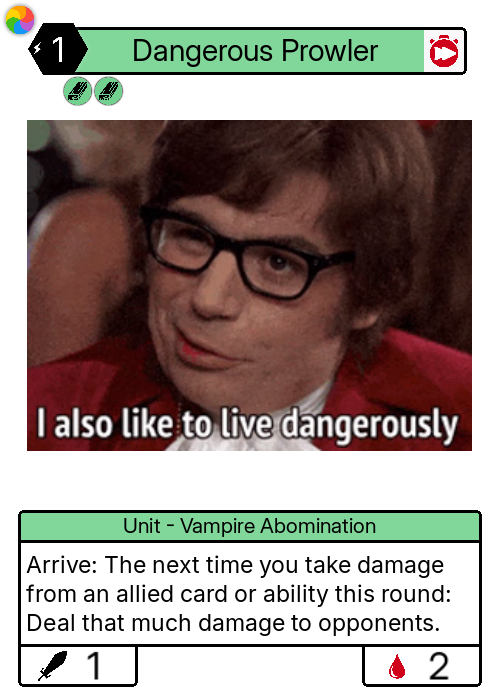 1
Dangerous Prowler
I also like to live dangerously
Unit - Vampire Abomination
Arrive: The next time you take damage
from an allied card or ability this round:
Deal that much damage to opponents.
1
2